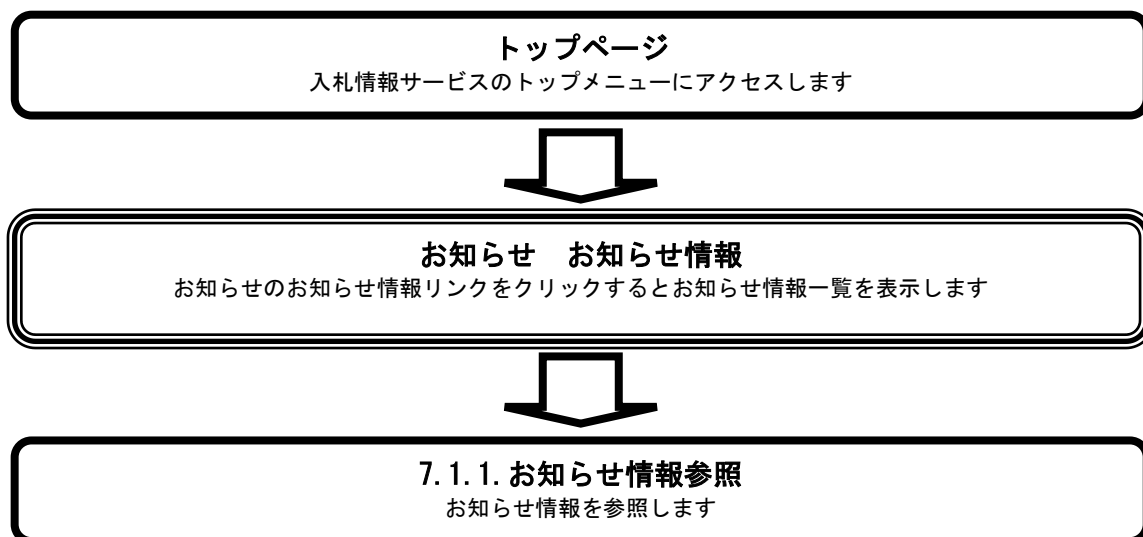 トップページ
入札情報サービスのトップメニューにアクセスします
お知らせ　お知らせ情報
お知らせのお知らせ情報リンクをクリックするとお知らせ情報一覧を表示します
7.1.1.お知らせ情報参照
お知らせ情報を参照します